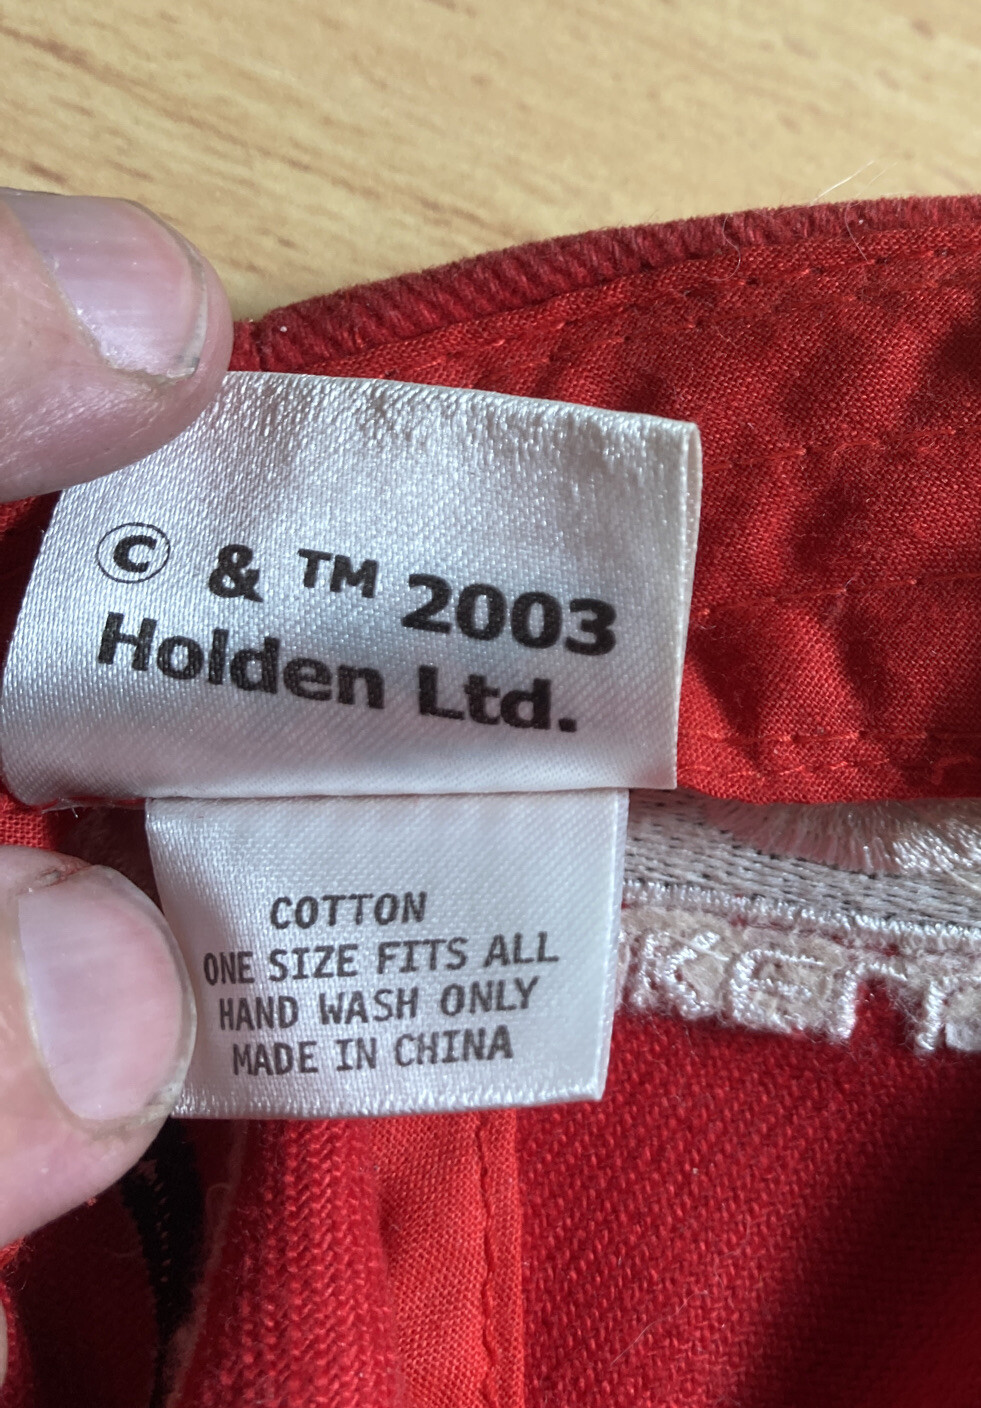 © & ™ 2003
Holden Ltd.
COTTON
ONE SIZE FITS ALL
HAND WASH ONLY
MADE IN CHINA